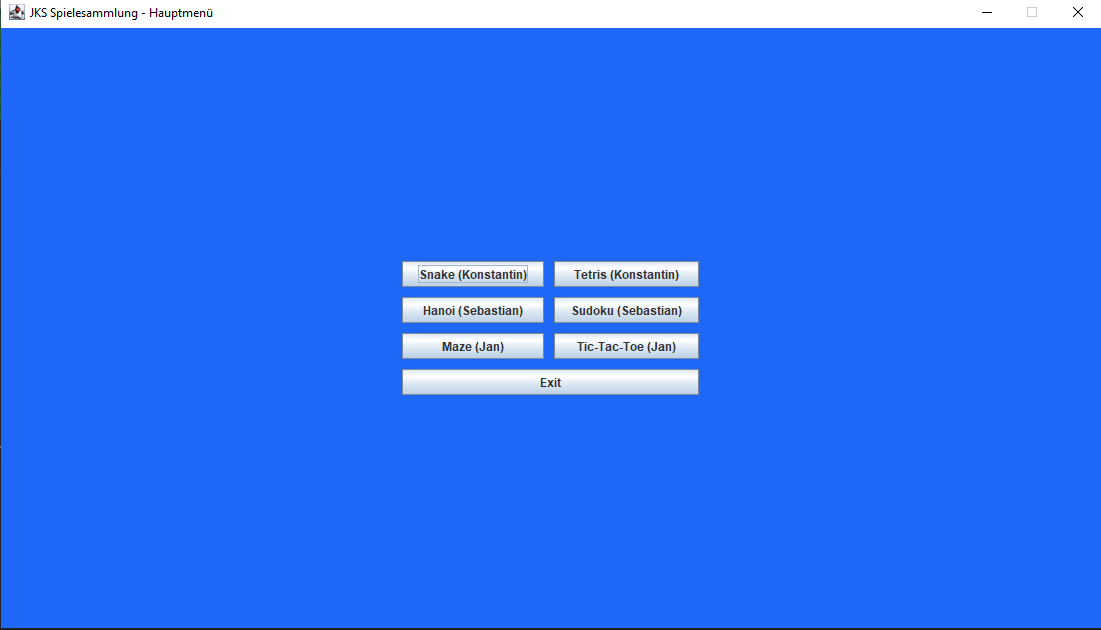 JKS Spielesammlung - Hauptmenü
Snake (Konstantin) Tetris (Konstantin)
Hanoi (Sebastian) Sudoku (Sebastian)
Maze (Jan) Tic-Tac-Toe (Jan)
Exit